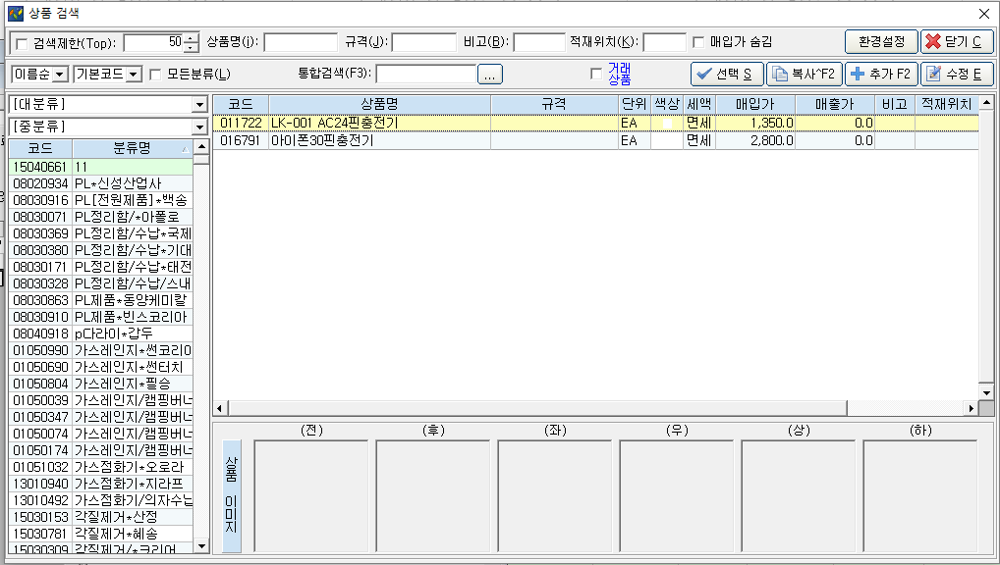 상품 검색
검색제한(Top): 50 상품명(i): 규격(J): 비고(B): 적재위치(K): 매입가 숨김 환경설정 닫기 C
이름순 기본코드 모든분류(L) 통합검색(F3): ... 거래 상품 선택 S 복사^F2 추가 F2 수정 E
[대분류]
[중분류]
코드 분류명
15040661 11
08020934 PL*신성산업사
08030916 PL[전원제품]*백송
08030071 PL정리함/*아폴로
08030369 PL정리함/수납*국제
08030380 PL정리함/수납*기대
08030171 PL정리함/수납*태전
08030328 PL정리함/수납/스내
08030863 PL제품*동양케미칼
08030910 PL제품*빈스코리아
08040918 p다라이*갑두
01050990 가스레인지*썬코리아
01050690 가스레인지*썬터치
01050804 가스레인지*필승
01050039 가스레인지/캠핑버너
01050347 가스레인지/캠핑버너
01050074 가스레인지/캠핑버너
01050174 가스레인지/캠핑버너
01051032 가스점화기*오로라
13010940 가스점화기*지라프
13010492 가스점화기/의자수납
15030153 각질제거*산정
15030781 각질제거*혜송
15030309 각질제거/*크리어
코드 상품명 규격 단위 색상 세액 매입가 매출가 비고 적재위치
011722 LK-001 AC24핀충전기 EA 면세 1,350.0 0.0
016791 아이폰30핀충전기 EA 면세 2,800.0 0.0
(전) (후) (좌) (우) (상) (하)
상품 이미지